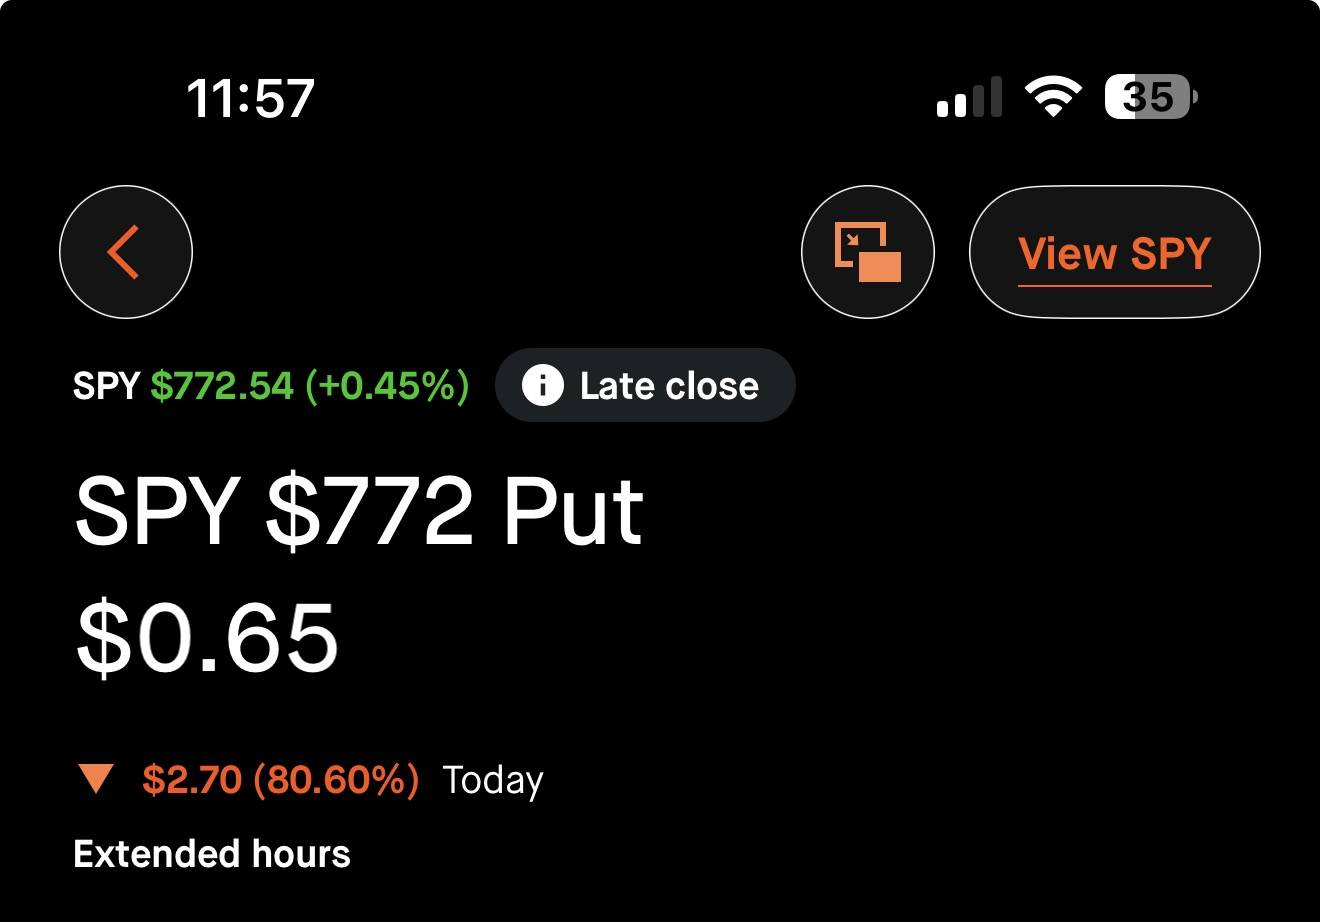 11:57 35
View SPY
SPY $772.54 (+0.45%) Late close
SPY $772 Put
$0.65
▼ $2.70 (80.60%) Today
Extended hours